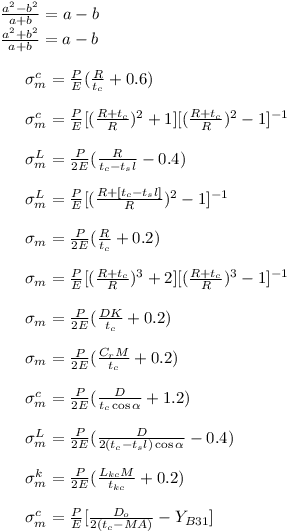 \frac{a^2-b^2}{a+b} = a - b
\frac{a^2+b^2}{a+b} = a - b
\sigma_m^c = \frac{P}{E}(\frac{R}{t_c} + 0.6)
\sigma_m^c = \frac{P}{E}[(\frac{R+t_c}{R})^2 + 1][(\frac{R+t_c}{R})^2 - 1]^{-1}
\sigma_m^L = \frac{P}{2E}(\frac{R}{t_c-t_sl} - 0.4)
\sigma_m^L = \frac{P}{E}[(\frac{R+[t_c-t_sl]}{R})^2 - 1]^{-1}
\sigma_m = \frac{P}{2E}(\frac{R}{t_c} + 0.2)
\sigma_m = \frac{P}{E}[(\frac{R+t_c}{R})^3 + 2][(\frac{R+t_c}{R})^3 - 1]^{-1}
\sigma_m = \frac{P}{2E}(\frac{DK}{t_c} + 0.2)
\sigma_m = \frac{P}{2E}(\frac{C_rM}{t_c} + 0.2)
\sigma_m^c = \frac{P}{2E}(\frac{D}{t_c \cos \alpha} + 1.2)
\sigma_m^L = \frac{P}{2E}(\frac{D}{2(t_c-t_sl) \cos \alpha} - 0.4)
\sigma_m^k = \frac{P}{2E}(\frac{L_{kc}M}{t_{kc}} + 0.2)
\sigma_m^c = \frac{P}{E}[\frac{D_o}{2(t_c-MA)} - Y_{B31}]